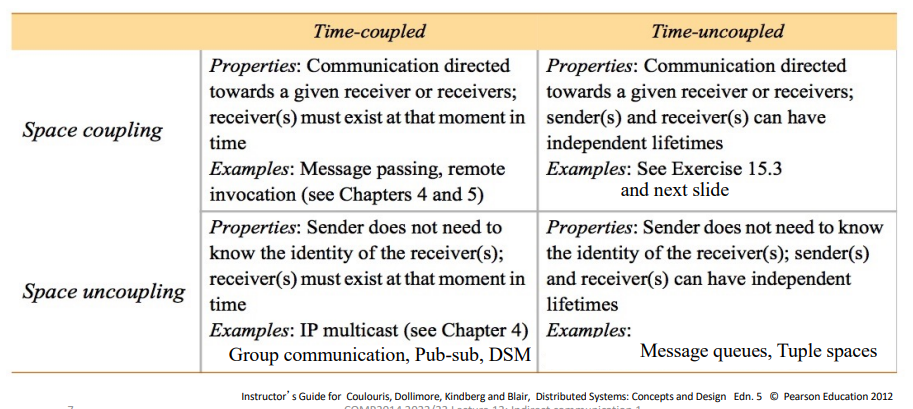 Time-coupled
Time-uncoupled
Space coupling
Properties: Communication directed
towards a given receiver or receivers;
receiver(s) must exist at that moment in
time
Examples: Message passing, remote
invocation (see Chapters 4 and 5)
Properties: Communication directed
towards a given receiver or receivers;
sender(s) and receiver(s) can have
independent lifetimes
Examples: See Exercise 15.3
and next slide
Space uncoupling
Properties: Sender does not need to
know the identity of the receiver(s);
receiver(s) must exist at that moment in
time
Examples: IP multicast (see Chapter 4)
Group communication, Pub-sub, DSM
Properties: Sender does not need to know
the identity of the receiver(s); sender(s)
and receiver(s) can have independent
lifetimes
Examples:
Message queues, Tuple spaces
Instructor's Guide for Coulouris, Dollimore, Kindberg and Blair, Distributed Systems: Concepts and Design Edn. 5 © Pearson Education 2012
Lecture 12: Indirect communication 1